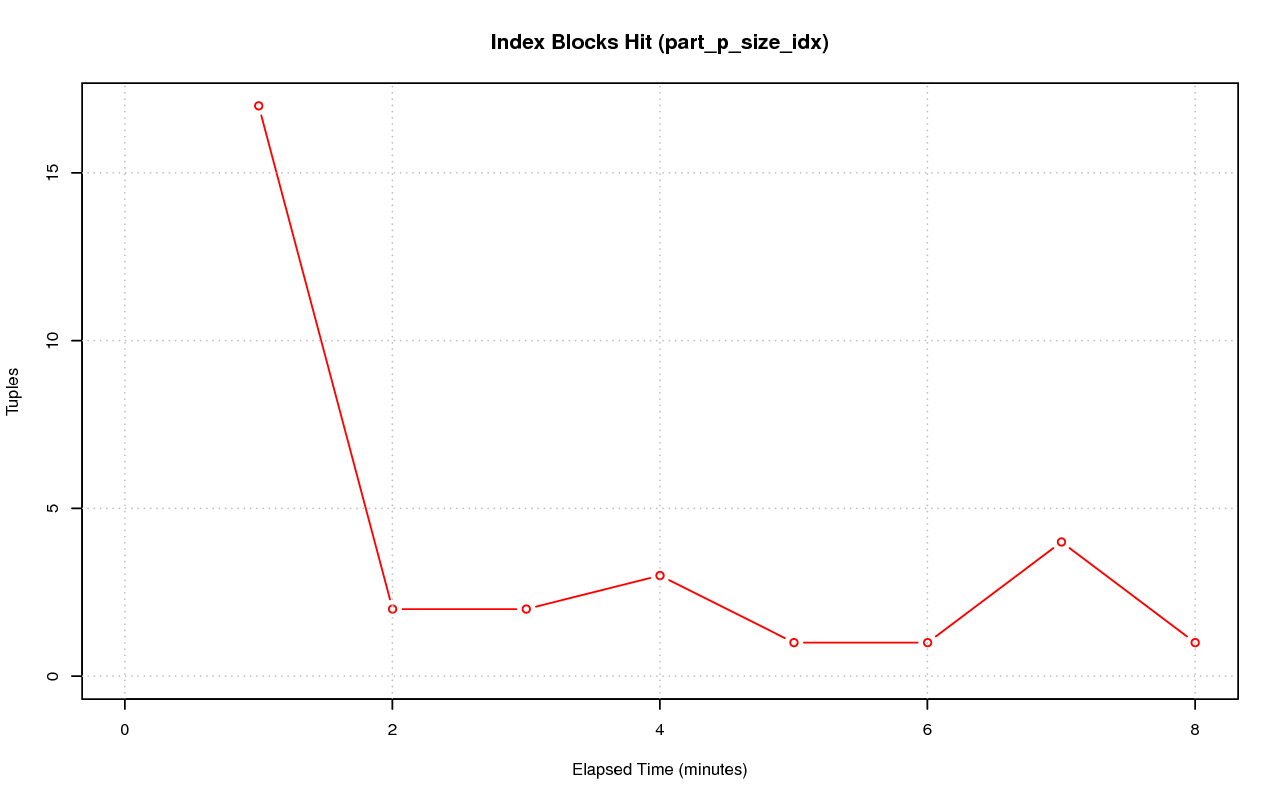 Index Blocks Hit (part_p_size_idx)
Tuples
15
10
5
0
0 2 4 6 8
Elapsed Time (minutes)